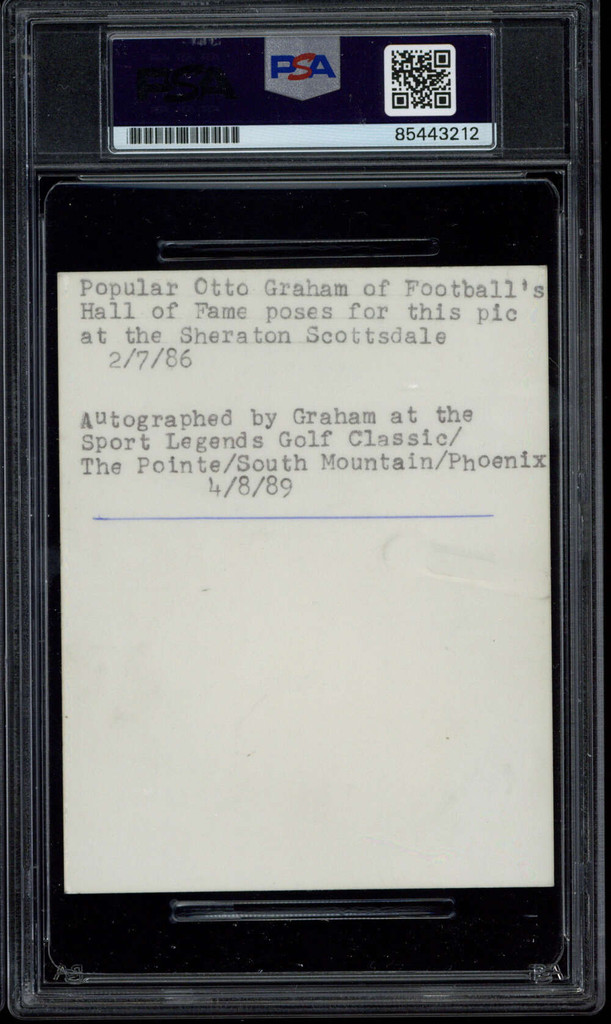 PSA
PSA
85443212
Popular Otto Graham of Football's
Hall of Fame poses for this pic
at the Sheraton Scottsdale
2/7/86
Autographed by Graham at the
Sport Legends Golf Classic/
The Pointe/South Mountain/Phoenix
4/8/89